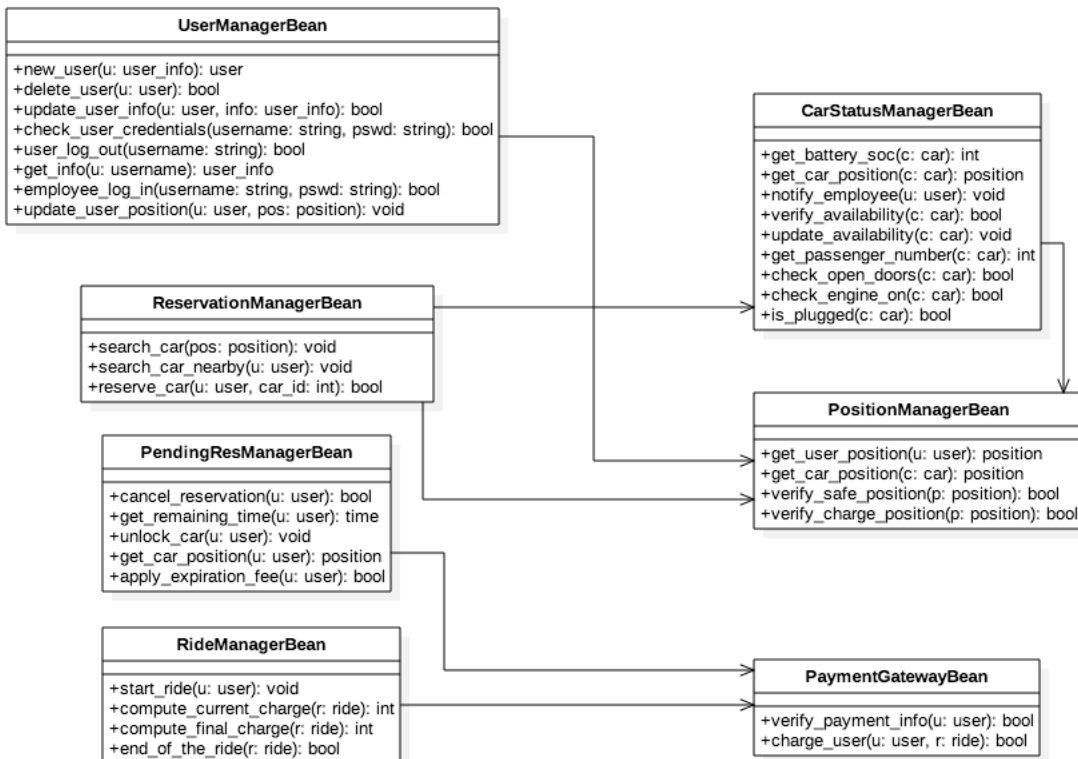 UserManagerBean
+new_user(u: user_info): user
+delete_user(u: user): bool
+update_user_info(u: user, info: user_info): bool
+check_user_credentials(username: string, pswd: string): bool
+user_log_out(username: string): bool
+get_info(u: username): user_info
+employee_log_in(username: string, pswd: string): bool
+update_user_position(u: user, pos: position): void
CarStatusManagerBean
+get_battery_soc(c: car): int
+get_car_position(c: car): position
+notify_employee(u: user): void
+verify_availability(c: car): bool
+update_availability(c: car): void
+get_passenger_number(c: car): int
+check_open_doors(c: car): bool
+check_engine_on(c: car): bool
+is_plugged(c: car): bool
ReservationManagerBean
+search_car(pos: position): void
+search_car_nearby(u: user): void
+reserve_car(u: user, car_id: int): bool
PositionManagerBean
+get_user_position(u: user): position
+get_car_position(c: car): position
+verify_safe_position(p: position): bool
+verify_charge_position(p: position): bool
PendingResManagerBean
+cancel_reservation(u: user): bool
+get_remaining_time(u: user): time
+unlock_car(u: user): void
+get_car_position(u: user): position
+apply_expiration_fee(u: user): bool
RideManagerBean
+start_ride(u: user): void
+compute_current_charge(r: ride): int
+compute_final_charge(r: ride): int
+end_of_the_ride(r: ride): bool
PaymentGatewayBean
+verify_payment_info(u: user): bool
+charge_user(u: user, r: ride): bool